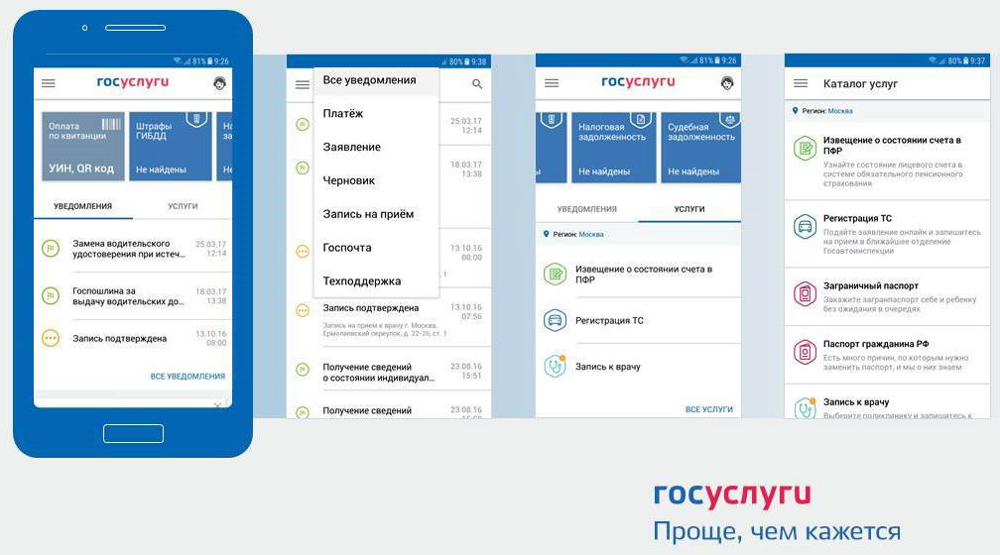 81% 9:26
госуслуги
Оплата
по квитанции
УИН, QR код
Штрафы
ГИБДД
Не найдены
На
за
Не
УВЕДОМЛЕНИЯ
УСЛУГИ
Замена водительского
удостоверения при истеч...
25.03.17
12:14
Госпошлина за
выдачу водительских до...
18.03.17
13:38
Запись подтверждена
13.10.16
08:00
ВСЕ УВЕДОМЛЕНИЯ
80% 9:38
Все уведомления
Платёж
Заявление
Черновик
Запись на приём
Госпочта
Техподдержка
25.03.17
12:14
18.03.17
13:38
13.10.16
08:00
1
Запись подтверждена
13.10.16
07:56
Запись на прием к врачу г. Москва,
Ермолаевский переулок, д. 22-26, ст. 1
Получение сведений
о состоянии индивидуал...
23.08.16
15:51
Получение сведений
23.08.16
81% 9:26
госуслуги
Налоговая
задолженность
Не найдены
Судебная
задолженность
Не найдены
УВЕДОМЛЕНИЯ
УСЛУГИ
Регион: Москва
Извещение о состоянии счета в
ПФР
Регистрация ТС
Запись к врачу
ВСЕ УСЛУГИ
80% 9:37
Каталог услуг
Регион: Москва
Извещение о состоянии счета в
ПФР
Узнайте состояние лицевого счета в
системе обязательного пенсионного
страхования
Регистрация ТС
Подайте заявление онлайн и запишитесь
на прием в ближайшее отделение
Госавтоинспекции
Заграничный паспорт
Закажите загранпаспорт себе и ребенку
без ожидания в очередях
Паспорт гражданина РФ
Есть много причин, по которым нужно
заменить паспорт, и мы о них знаем
Запись к врачу
Выберите поликлинику и запишитесь к
госуслуги
Проще, чем кажется